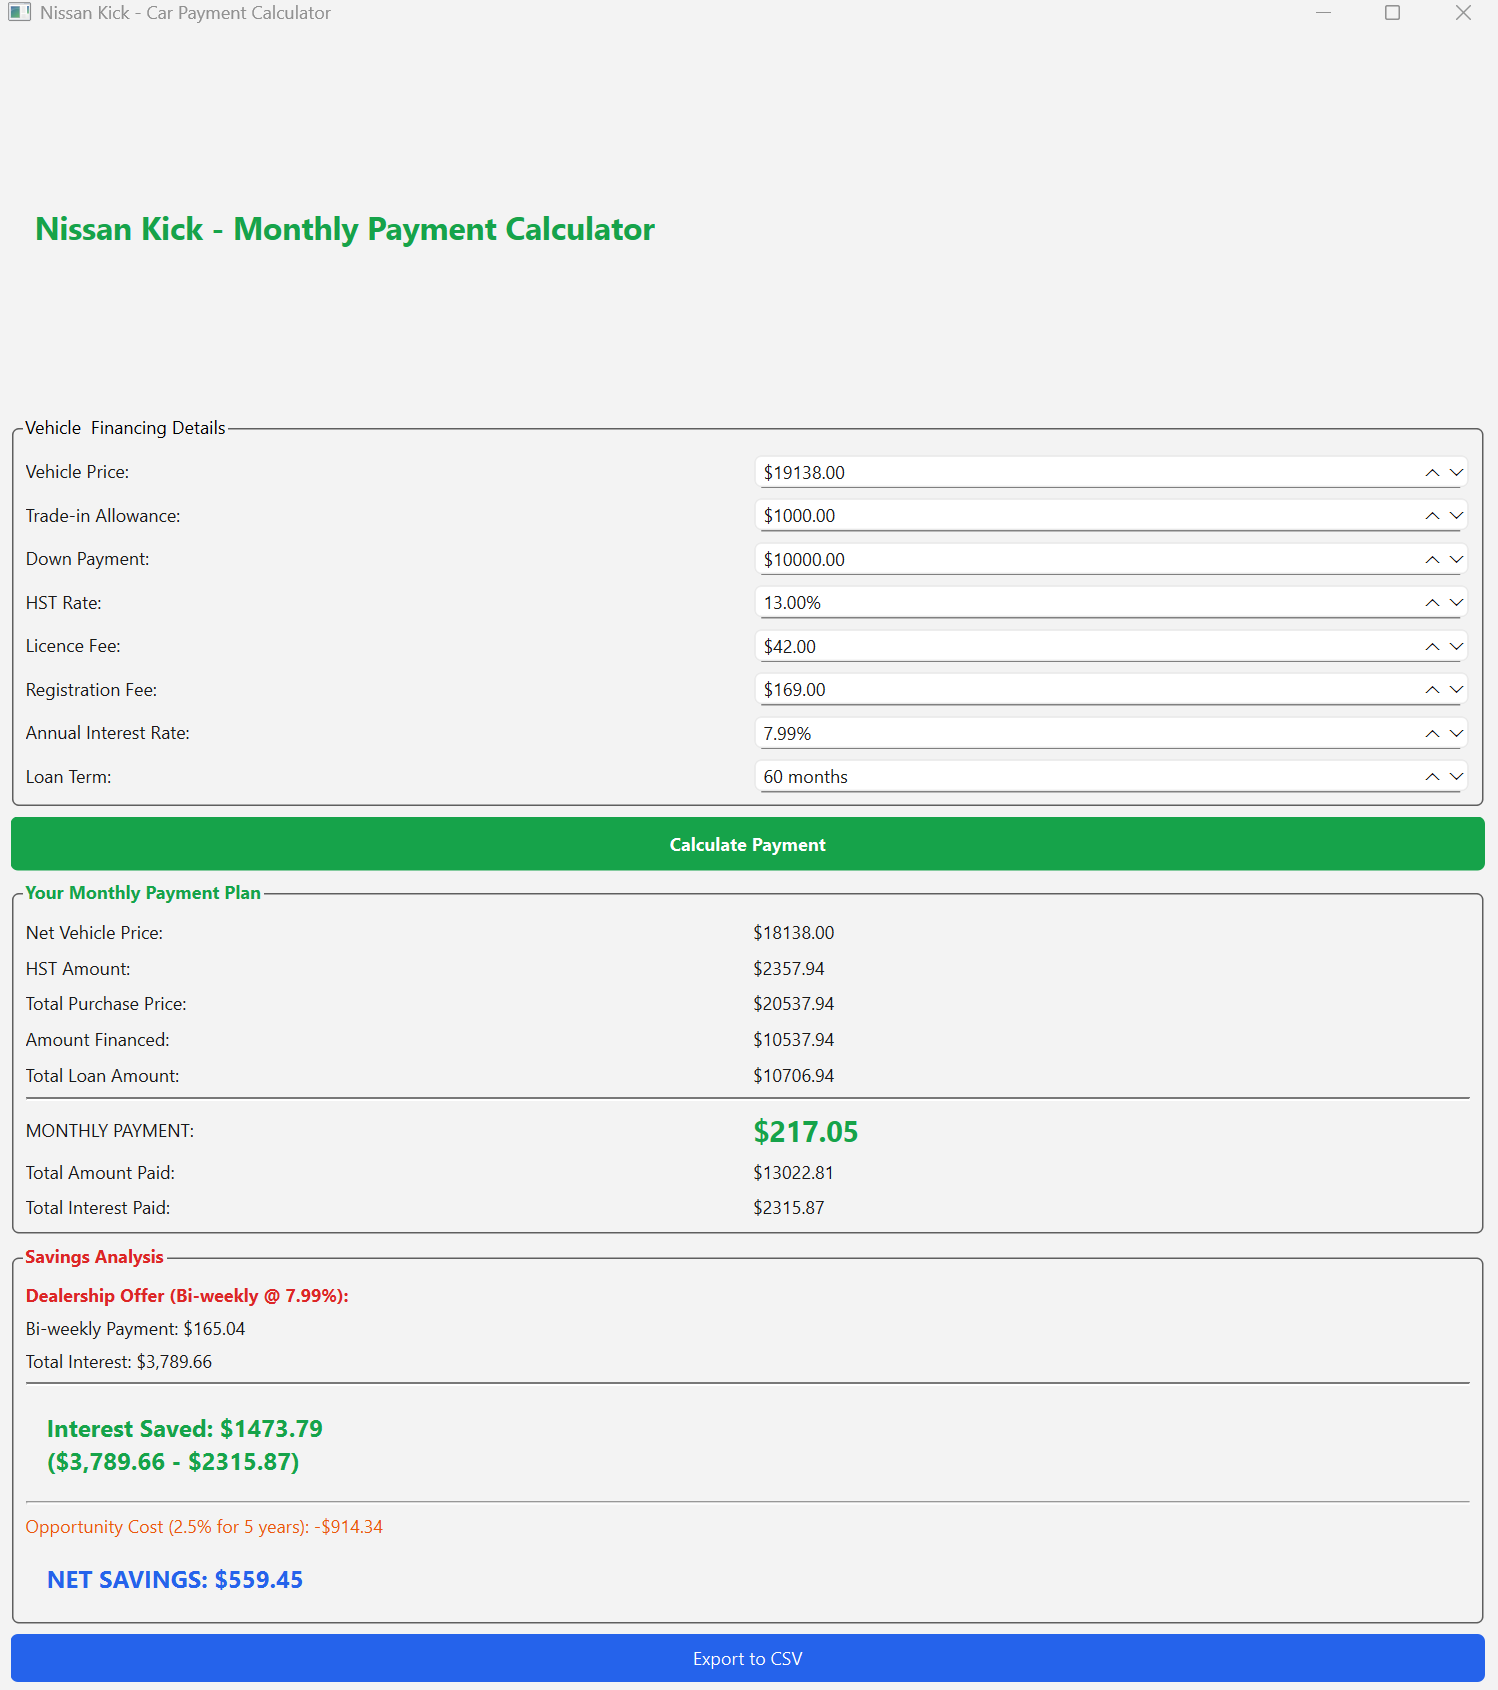 Nissan Kick - Car Payment Calculator
Nissan Kick - Monthly Payment Calculator
Vehicle  Financing Details
Vehicle Price: $19138.00
Trade-in Allowance: $1000.00
Down Payment: $10000.00
HST Rate: 13.00%
Licence Fee: $42.00
Registration Fee: $169.00
Annual Interest Rate: 7.99%
Loan Term: 60 months
Calculate Payment
Your Monthly Payment Plan
Net Vehicle Price: $18138.00
HST Amount: $2357.94
Total Purchase Price: $20537.94
Amount Financed: $10537.94
Total Loan Amount: $10706.94
MONTHLY PAYMENT: $217.05
Total Amount Paid: $13022.81
Total Interest Paid: $2315.87
Savings Analysis
Dealership Offer (Bi-weekly @ 7.99%):
Bi-weekly Payment: $165.04
Total Interest: $3,789.66
Interest Saved: $1473.79
($3,789.66 - $2315.87)
Opportunity Cost (2.5% for 5 years): -$914.34
NET SAVINGS: $559.45
Export to CSV